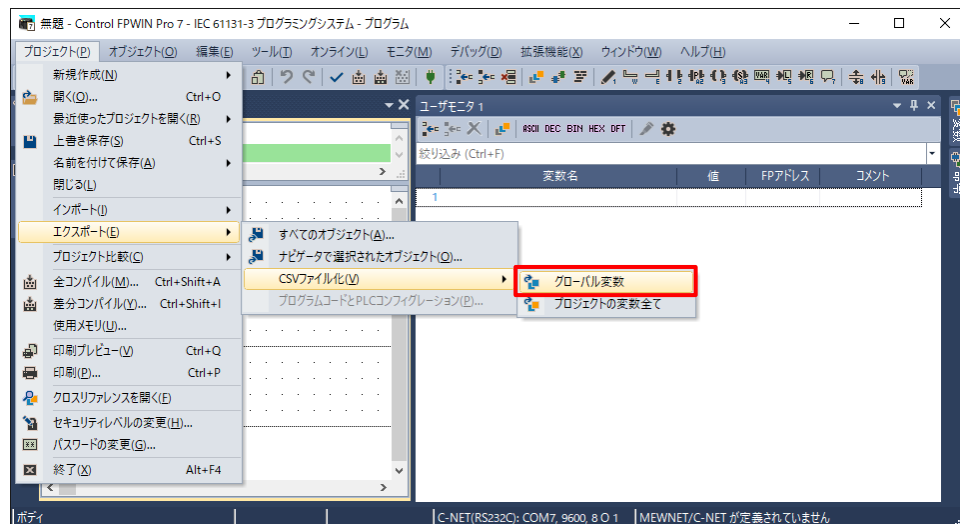 無題 - Control FPWIN Pro 7 - IEC 61131-3 プログラミングシステム - プログラム
プロジェクト(P) オブジェクト(O) 編集(E) ツール(T) オンライン(L) モニタ(M) デバッグ(D) 拡張機能(X) ウィンドウ(W) ヘルプ(H)
新規作成(N)
開く(O)... Ctrl+O
最近使ったプロジェクトを開く(R)
上書き保存(S) Ctrl+S
名前を付けて保存(A)
閉じる(L)
インポート(I)
エクスポート(E)
プロジェクト比較(C)
全コンパイル(M)... Ctrl+Shift+A
差分コンパイル(Y)... Ctrl+Shift+I
使用メモリ(U)...
印刷プレビュー(V) Ctrl+Q
印刷(P)... Ctrl+P
クロスリファレンスを開く(F)
セキュリティレベルの変更(H)...
パスワードの変更(G)...
終了(X) Alt+F4
すべてのオブジェクト(A)...
ナビゲータで選択されたオブジェクト(O)...
CSVファイル化(V)
プログラムコードとPLCコンフィグレーション(P)...
グローバル変数
プロジェクトの変数全て
ユーザモニタ 1
ASCII DEC BIN HEX DFT
絞り込み (Ctrl+F)
変数名 値 FPアドレス コメント
1
ボディ
C-NET(RS232C): COM7, 9600, 8 O 1 MEWNET/C-NET が定義されていません